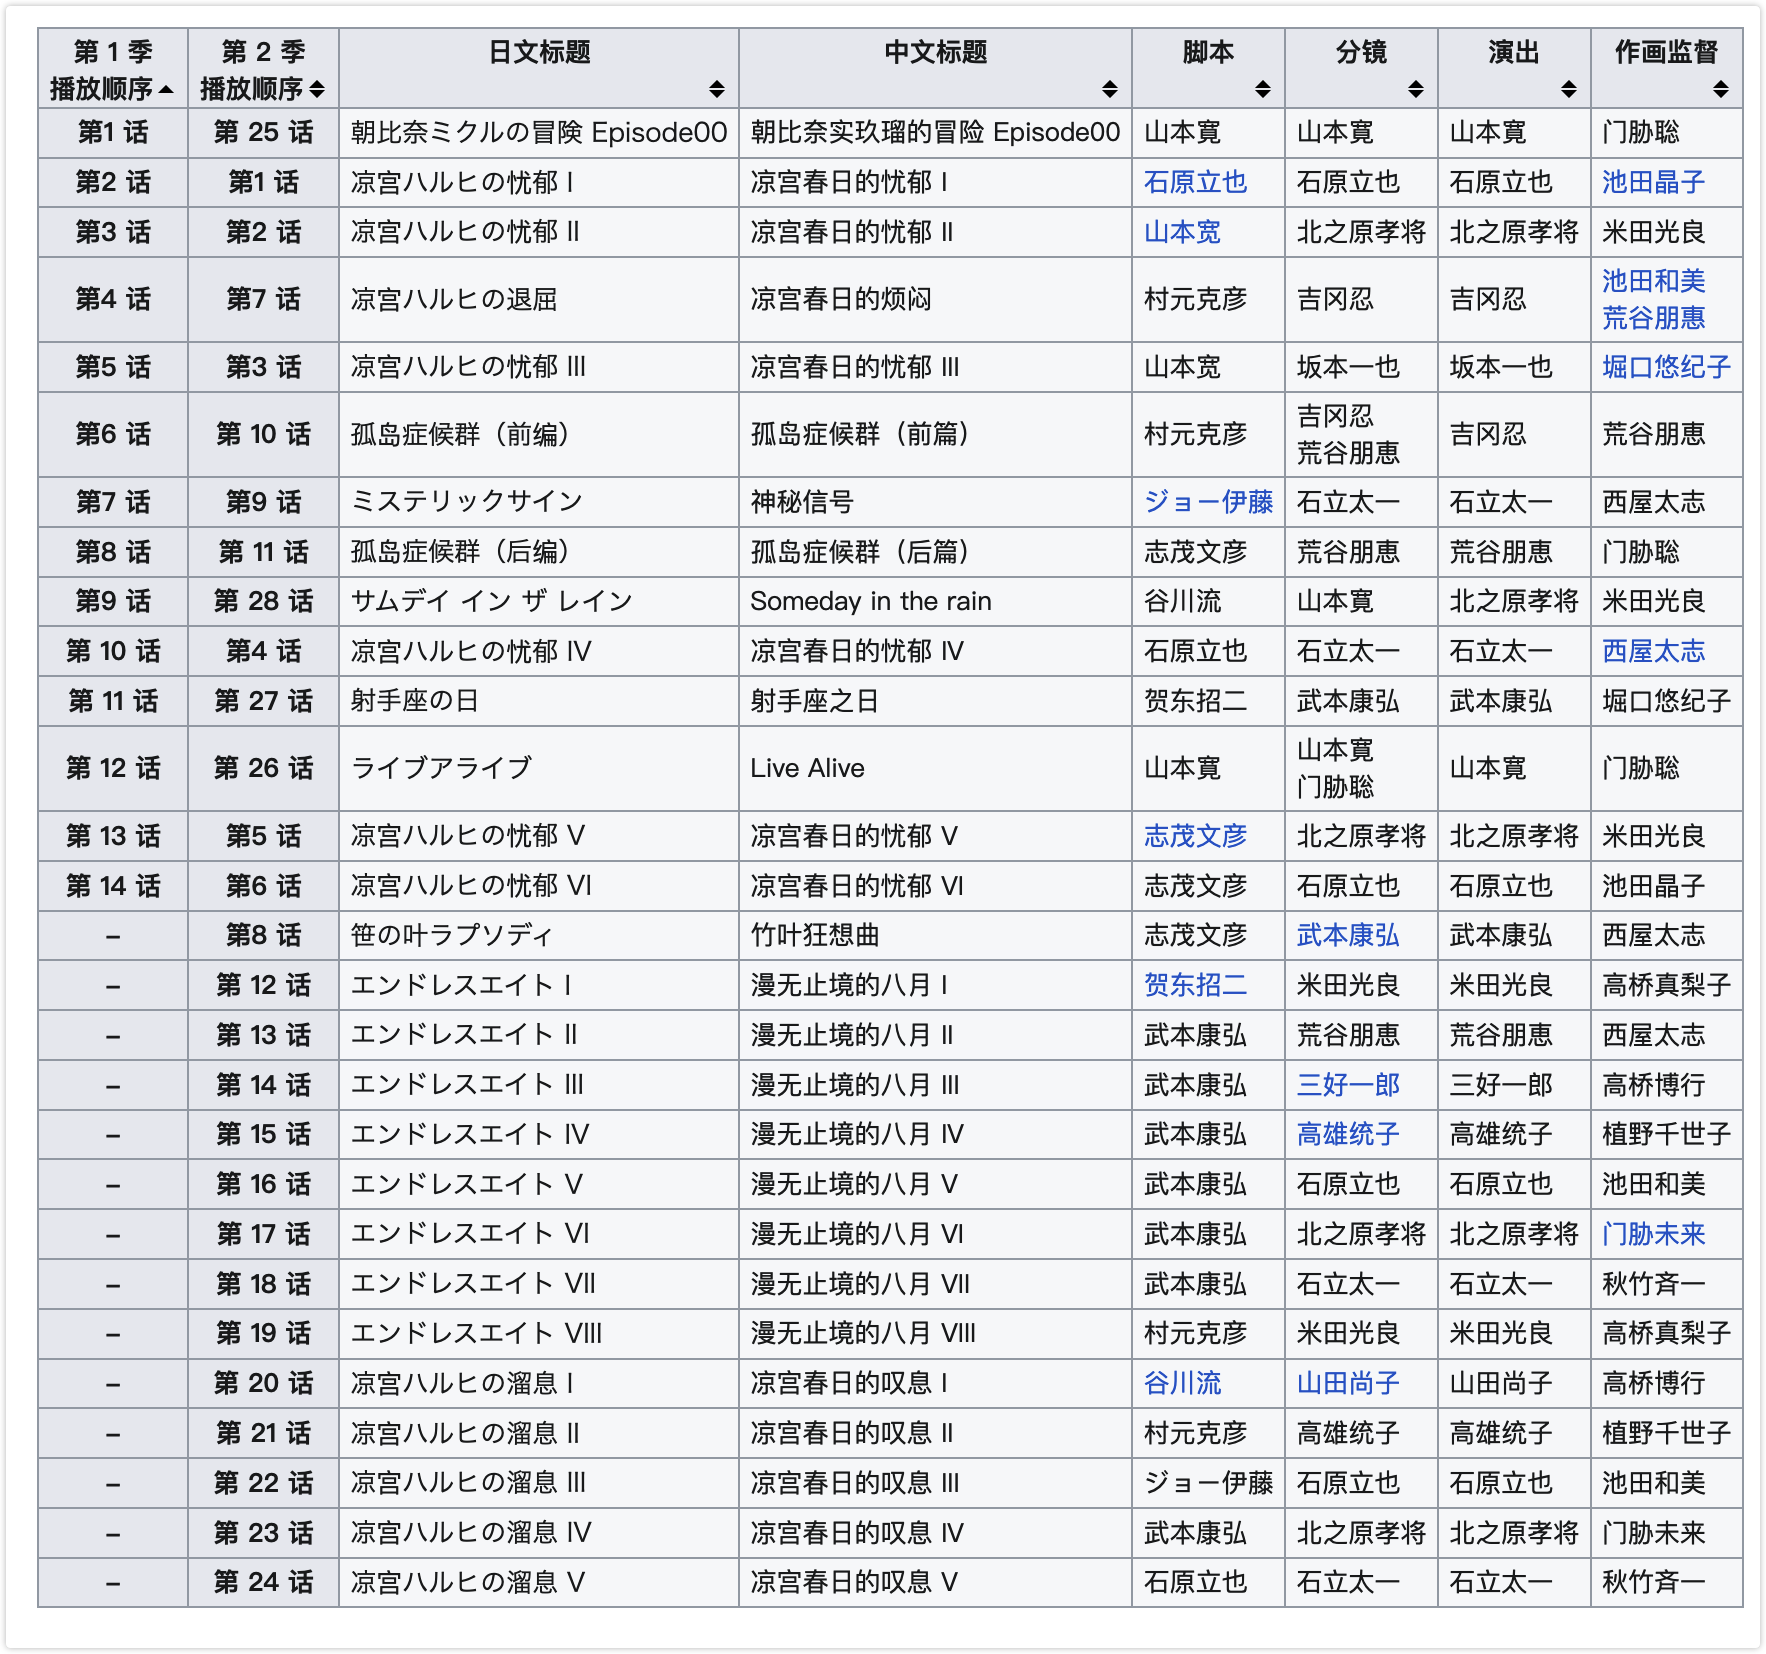 第 1 季 播放顺序 第 2 季 播放顺序 日文标题 中文标题 脚本 分镜 演出 作画监督
第1 话 第 25 话 朝比奈ミクルの冒険 Episode00 朝比奈实玖瑠的冒险 Episode00 山本寛 山本寛 山本寛 门胁聡
第2 话 第1 话 凉宫ハルヒの忧郁 I 凉宫春日的忧郁 I 石原立也 石原立也 石原立也 池田晶子
第3 话 第2 话 凉宫ハルヒの忧郁 II 凉宫春日的忧郁 II 山本宽 北之原孝将 北之原孝将 米田光良
第4 话 第7 话 凉宫ハルヒの退屈 凉宫春日的烦闷 村元克彦 吉冈忍 吉冈忍 池田和美 荒谷朋惠
第5 话 第3 话 凉宫ハルヒの忧郁 III 凉宫春日的忧郁 III 山本宽 坂本一也 坂本一也 堀口悠纪子
第6 话 第 10 话 孤岛症候群（前编） 孤岛症候群（前篇） 村元克彦 吉冈忍 荒谷朋恵 吉冈忍 荒谷朋恵
第7 话 第9 话 ミステリックサイン 神秘信号 ジョー伊藤 石立太一 石立太一 西屋太志
第8 话 第 11 话 孤岛症候群（后编） 孤岛症候群（后篇） 志茂文彦 荒谷朋恵 荒谷朋恵 门胁聡
第9 话 第 28 话 サムデイ イン ザ レイン Someday in the rain 谷川流 山本寛 北之原孝将 米田光良
第 10 话 第4 话 凉宫ハルヒの忧郁 IV 凉宫春日的忧郁 IV 石原立也 石立太一 石立太一 西屋太志
第 11 话 第 27 话 射手座の日 射手座之日 贺东招二 武本康弘 武本康弘 堀口悠纪子
第 12 话 第 26 话 ライブアライブ Live Alive 山本寛 山本寛 门胁聡 山本寛 门胁聡
第 13 话 第5 话 凉宫ハルヒの忧郁 V 凉宫春日的忧郁 V 志茂文彦 北之原孝将 北之原孝将 米田光良
第 14 话 第6 话 凉宫ハルヒの忧郁 VI 凉宫春日的忧郁 VI 志茂文彦 石原立也 石原立也 池田晶子
– 第8 话 笹の叶ラプソディ 竹叶狂想曲 志茂文彦 武本康弘 武本康弘 西屋太志
– 第 12 话 エンドレスエイト I 漫无止境的八月 I 贺东招二 米田光良 米田光良 高桥真梨子
– 第 13 话 エンドレスエイト II 漫无止境的八月 II 武本康弘 荒谷朋恵 荒谷朋恵 西屋太志
– 第 14 话 エンドレスエイト III 漫无止境的八月 III 武本康弘 三好一郎 三好一郎 高桥博行
– 第 15 话 エンドレスエイト IV 漫无止境的八月 IV 武本康弘 高雄统子 高雄统子 植野千世子
– 第 16 话 エンドレスエイト V 漫无止境的八月 V 武本康弘 石原立也 石原立也 池田和美
– 第 17 话 エンドレスエイト VI 漫无止境的八月 VI 武本康弘 北之原孝将 北之原孝将 门胁未来
– 第 18 话 エンドレスエイト VII 漫无止境的八月 VII 武本康弘 石立太一 石立太一 秋竹斉一
– 第 19 话 エンドレスエイト VIII 漫无止境的八月 VIII 村元克彦 米田光良 米田光良 高桥真梨子
– 第 20 话 凉宫ハルヒの溜息 I 凉宫春日的叹息 I 谷川流 山田尚子 山田尚子 高桥博行
– 第 21 话 凉宫ハルヒの溜息 II 凉宫春日的叹息 II 村元克彦 高雄统子 高雄统子 植野千世子
– 第 22 话 凉宫ハルヒの溜息 III 凉宫春日的叹息 III ジョー伊藤 石原立也 石原立也 池田和美
– 第 23 话 凉宫ハルヒの溜息 IV 凉宫春日的叹息 IV 武本康弘 北之原孝将 北之原孝将 门胁未来
– 第 24 话 凉宫ハルヒの溜息 V 凉宫春日的叹息 V 石原立也 石立太一 石立太一 秋竹斉一